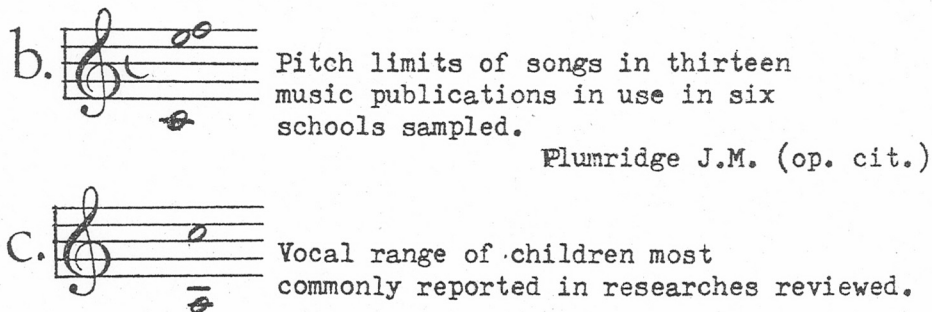 b. Pitch limits of songs in thirteen
music publications in use in six
schools sampled.
Plumridge J.M. (op. cit.)
c. Vocal range of children most
commonly reported in researches reviewed.